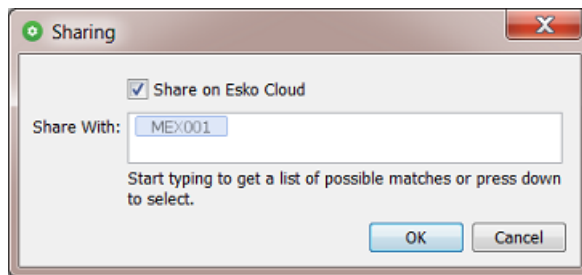 Sharing
Share on Esko Cloud
Share With: MEX001
Start typing to get a list of possible matches or press down
to select.
OK Cancel